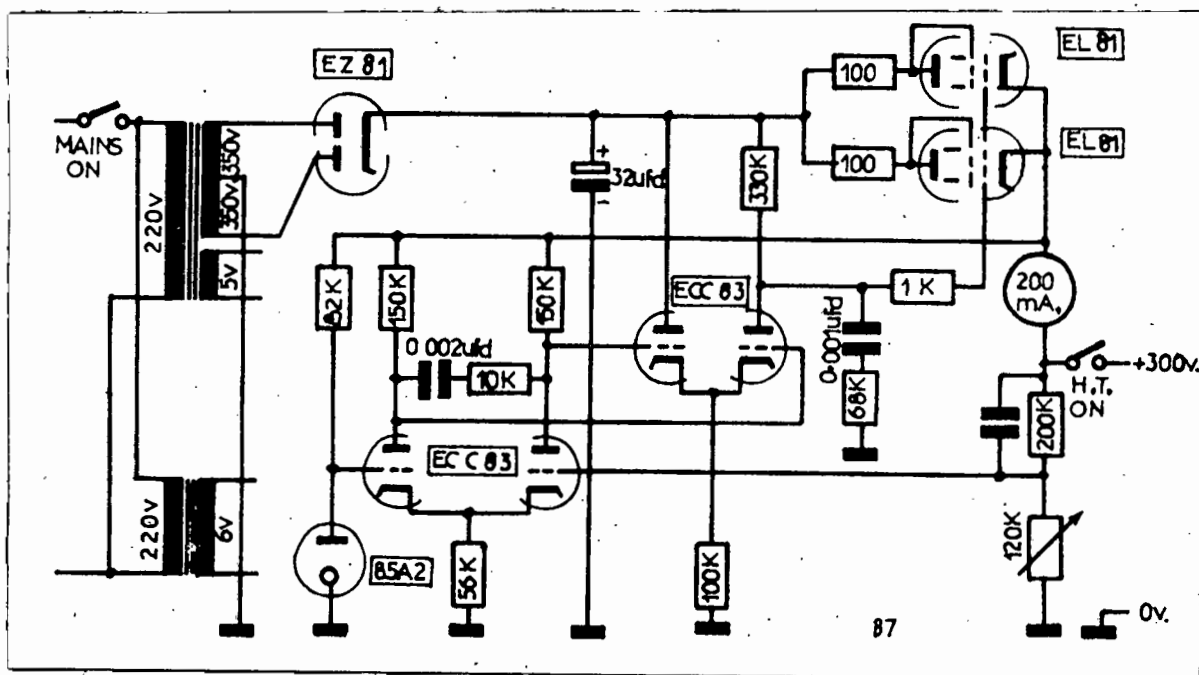 EZ 81
EL 81
MAINS
ON
100
350v
350v
220v
5v
32ufd
+
-
330K
100
EL 81
82K
150K
150K
ECC 83
1K
200
mA.
0.002ufd
10K
0.001ufd
68K
+300v.
H.T.
ON
200K
ECC 83
220v
6v
85A2
56K
100K
120K
87
0v.